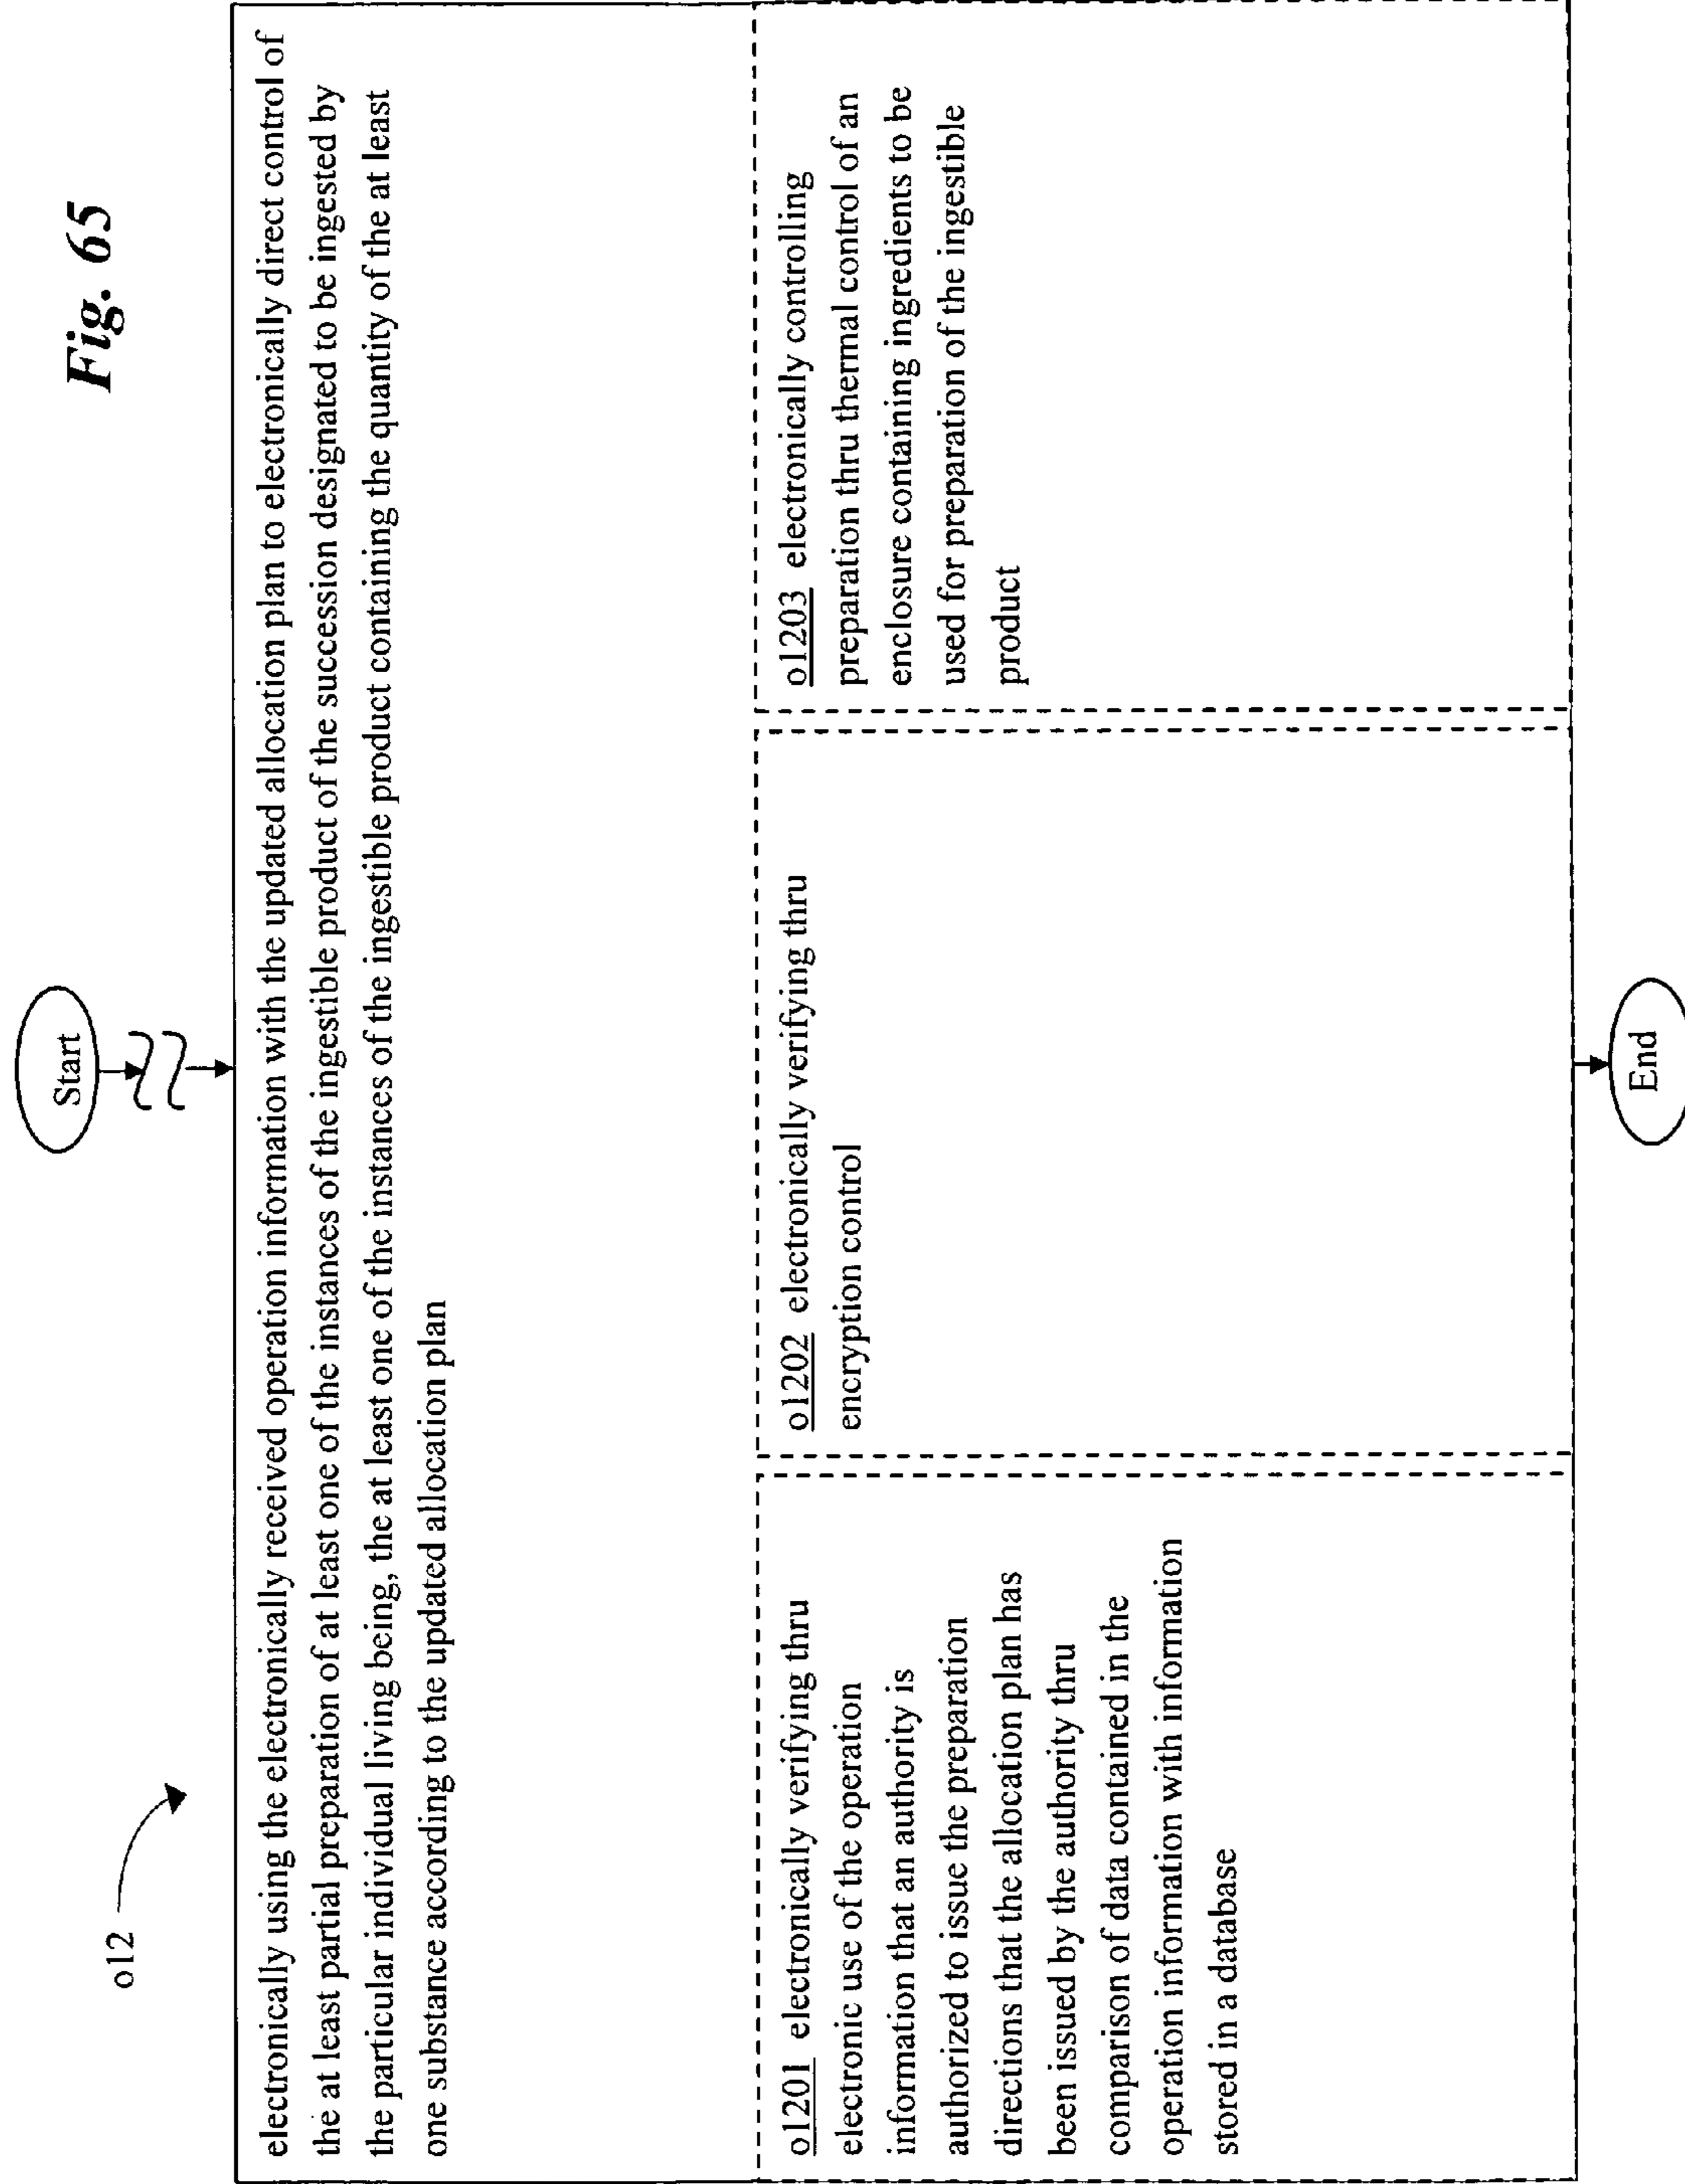 Fig. 65
Start
o12
electronically using the electronically received operation information with the updated allocation plan to electronically direct control of
the at least partial preparation of at least one of the instances of the ingestible product of the succession designated to be ingested by
the particular individual living being, the at least one of the instances of the ingestible product containing the quantity of the at least
one substance according to the updated allocation plan
o1201 electronically verifying thru
electronic use of the operation
information that an authority is
authorized to issue the preparation
directions that the allocation plan has
been issued by the authority thru
comparison of data contained in the
operation information with information
stored in a database
o1202 electronically verifying thru
encryption control
o1203 electronically controlling
preparation thru thermal control of an
enclosure containing ingredients to be
used for preparation of the ingestible
product
End